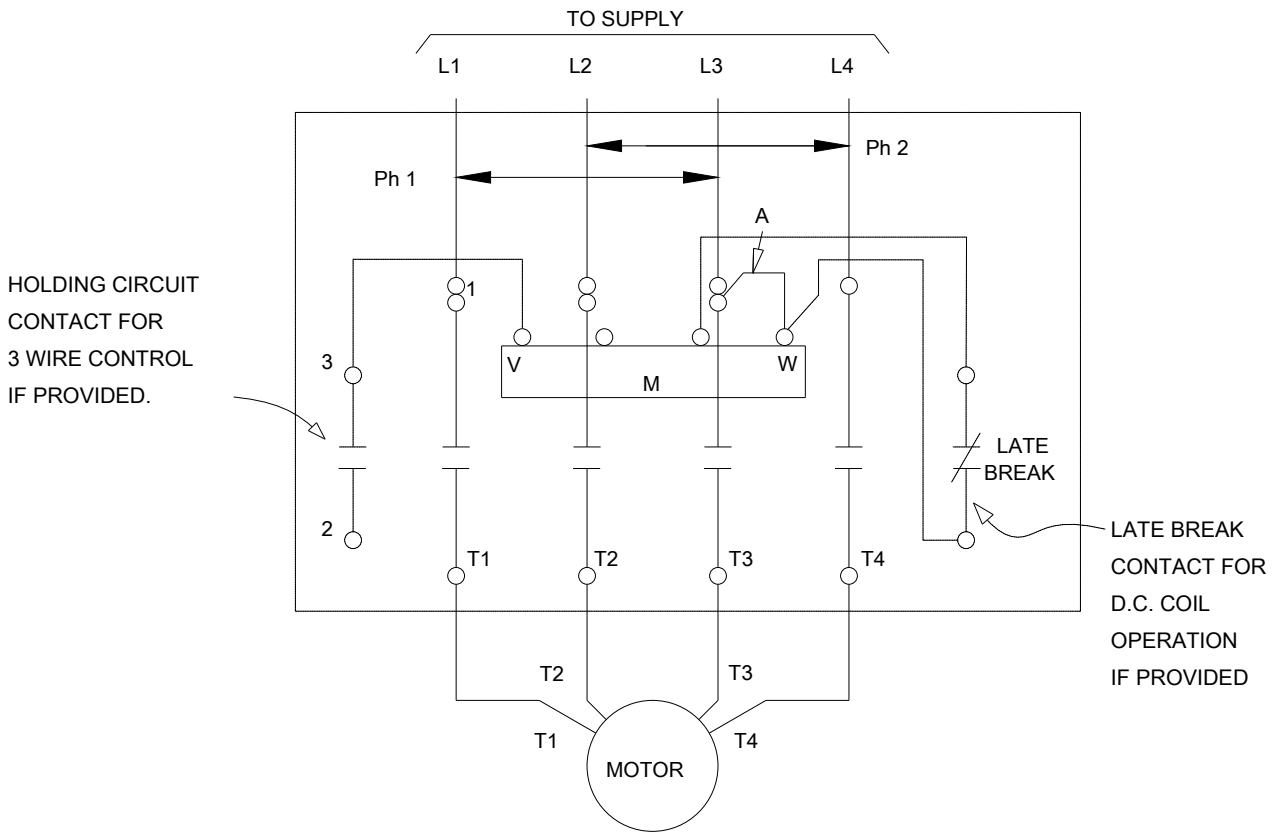 TO SUPPLY
L1 L2 L3 L4
Ph 2
Ph 1
A
HOLDING CIRCUIT
CONTACT FOR
3 WIRE CONTROL
IF PROVIDED.
1
3
V W
M
LATE
BREAK
2
LATE BREAK
CONTACT FOR
D.C. COIL
OPERATION
IF PROVIDED
T1 T2 T3 T4
T2 T3
T1 T4
MOTOR